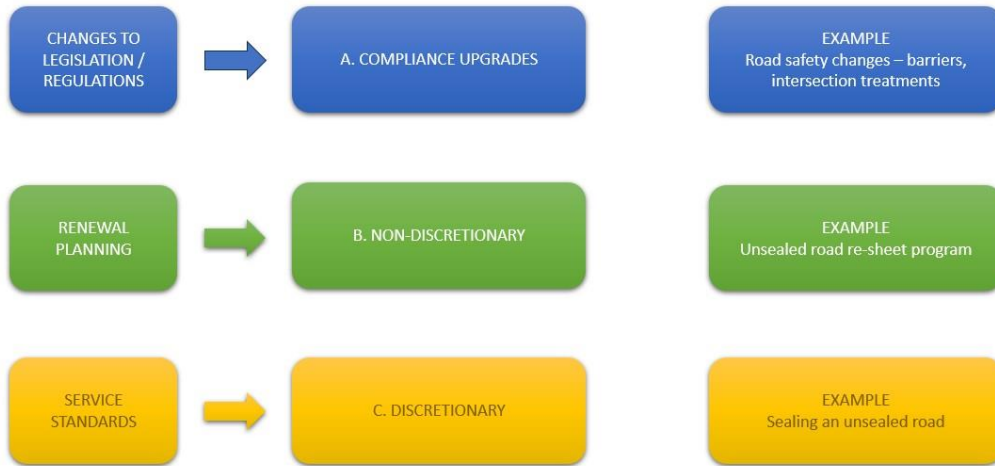 CHANGES TO
LEGISLATION /
REGULATIONS
A. COMPLIANCE UPGRADES
EXAMPLE
Road safety changes – barriers,
intersection treatments
RENEWAL
PLANNING
B. NON-DISCRETIONARY
EXAMPLE
Unsealed road re-sheet program
SERVICE
STANDARDS
C. DISCRETIONARY
EXAMPLE
Sealing an unsealed road